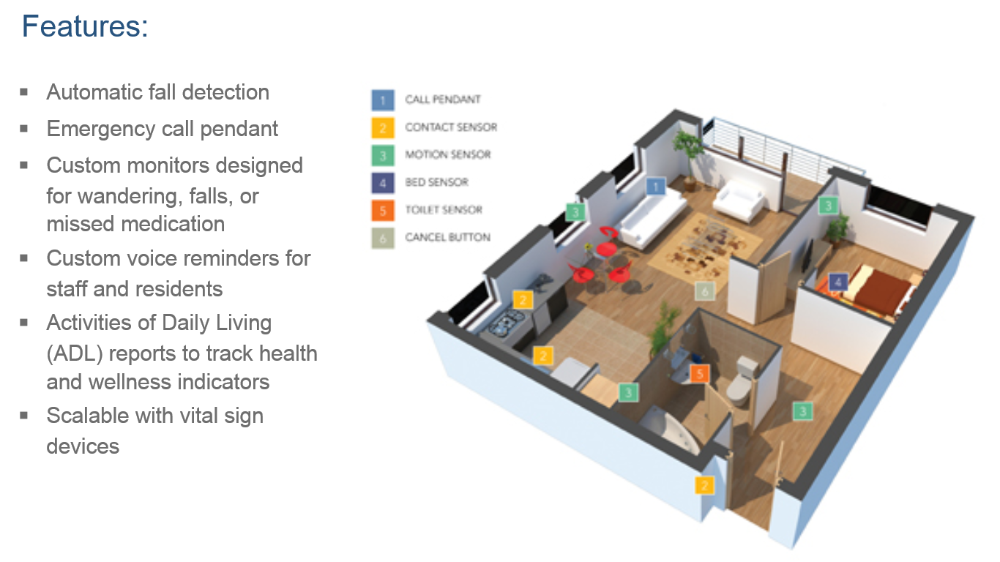 Features:
▪ Automatic fall detection
▪ Emergency call pendant
▪ Custom monitors designed
for wandering, falls, or
missed medication
▪ Custom voice reminders for
staff and residents
▪ Activities of Daily Living
(ADL) reports to track health
and wellness indicators
▪ Scalable with vital sign
devices
1 CALL PENDANT
2 CONTACT SENSOR
3 MOTION SENSOR
4 BED SENSOR
5 TOILET SENSOR
6 CANCEL BUTTON
1
3
3
4
6
2
2
5
3
3
2